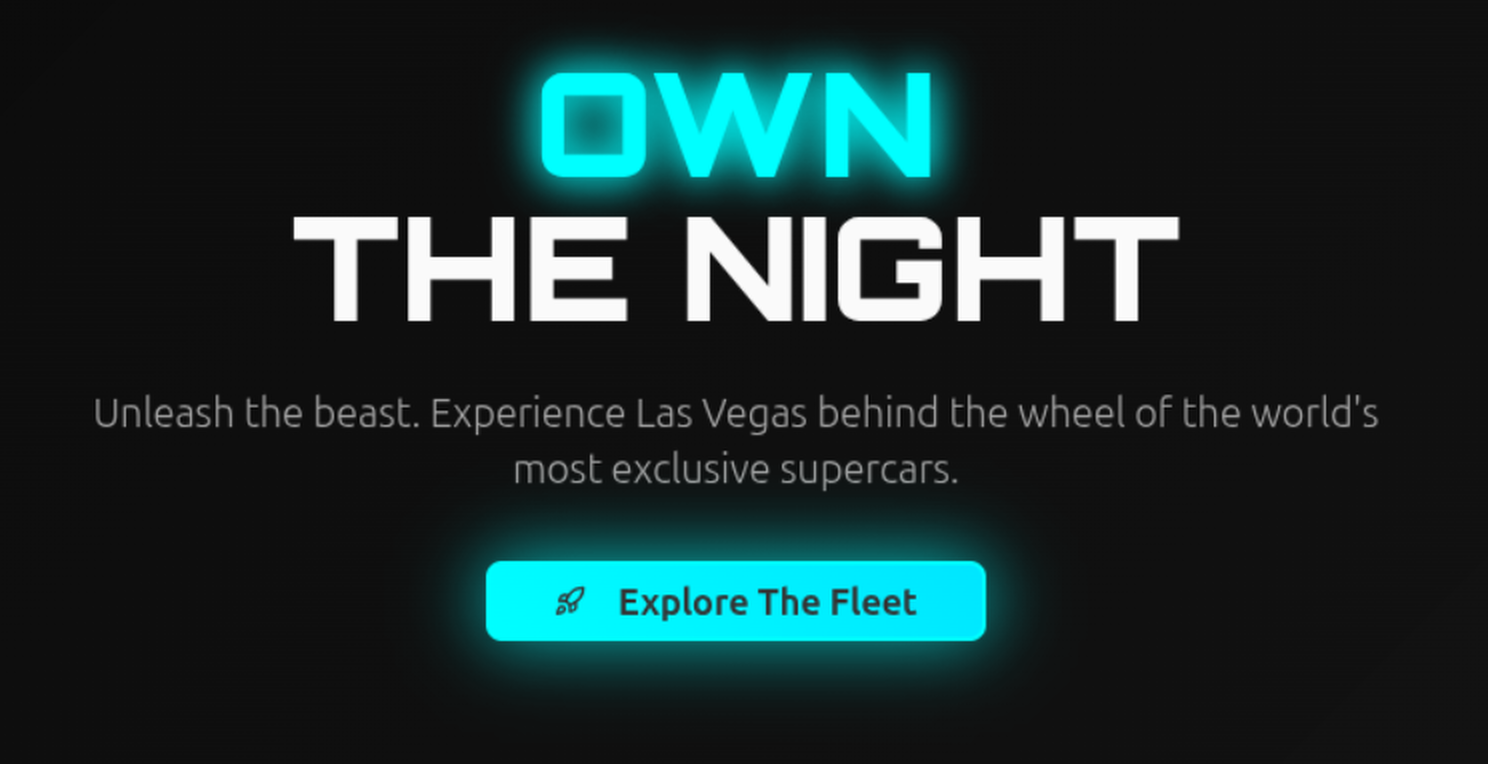 OWN
THE NIGHT
Unleash the beast. Experience Las Vegas behind the wheel of the world's
most exclusive supercars.
Explore The Fleet